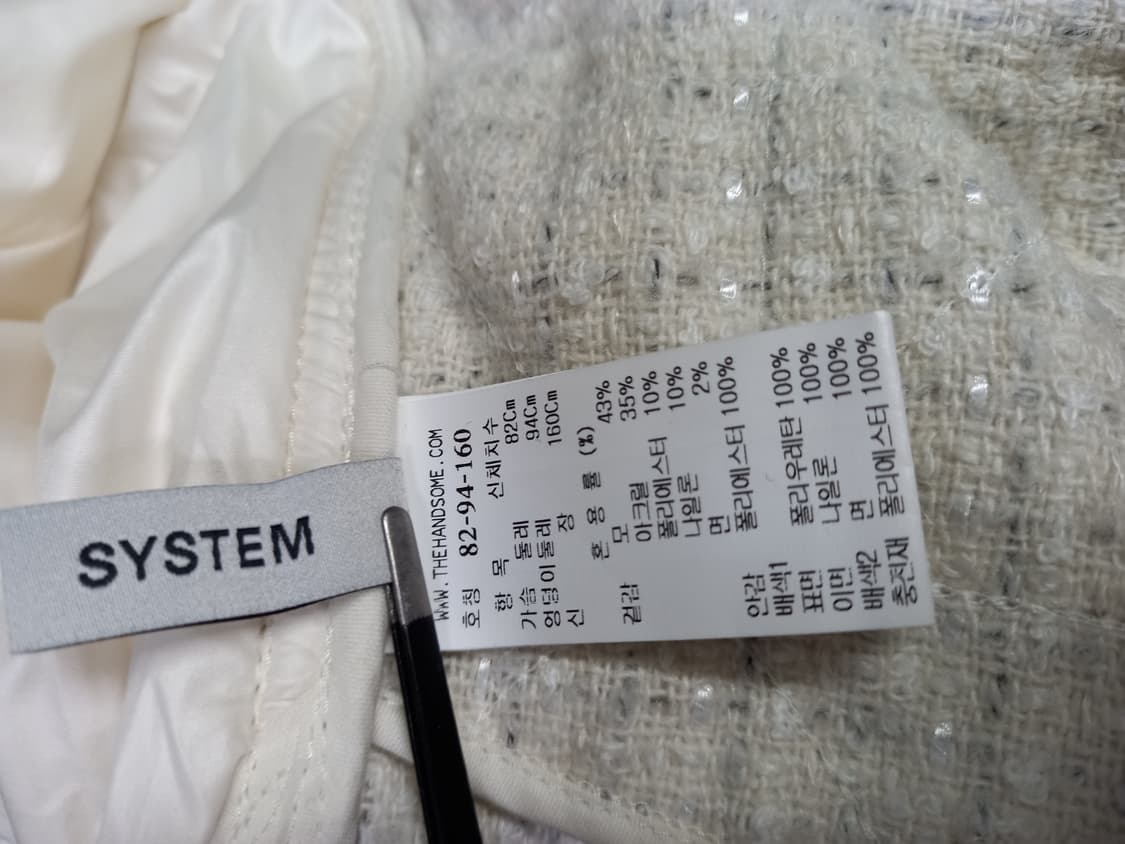 SYSTEM
WWW.THEHANDSOME.COM
호칭 82-94-160
항 목 신체치수
가슴 둘레 82Cm
엉덩이둘레 94Cm
신 장 160Cm
혼 용 률 (%)
겉감 모 43%
아크릴 35%
폴리에스터 10%
나일론 10%
면 2%
안감 폴리에스터 100%
배색1
표면 폴리우레탄 100%
이면 나일론 100%
배색2 면 100%
충전재 폴리에스터 100%